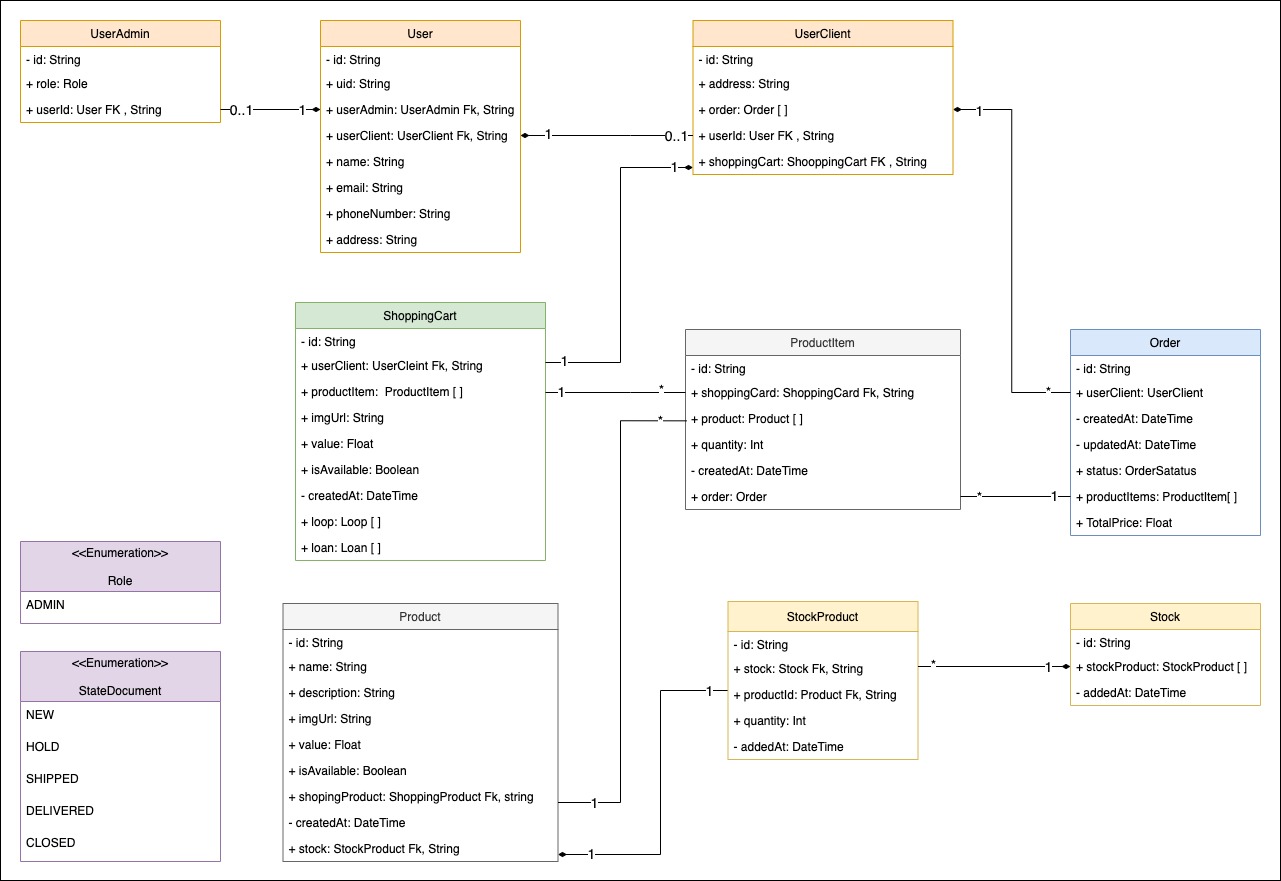 UserAdmin
- id: String
+ role: Role
+ userId: User FK , String
0..1
1
User
- id: String
+ uid: String
+ userAdmin: UserAdmin Fk, String
+ userClient: UserClient Fk, String
+ name: String
+ email: String
+ phoneNumber: String
+ address: String
1
0..1
UserClient
- id: String
+ address: String
+ order: Order [ ]
+ userId: User FK , String
+ shoppingCart: ShooppingCart FK , String
1
1
ShoppingCart
- id: String
+ userClient: UserCleint Fk, String
+ productItem:  ProductItem [ ]
+ imgUrl: String
+ value: Float
+ isAvailable: Boolean
- createdAt: DateTime
+ loop: Loop [ ]
+ loan: Loan [ ]
1
1
*
*
ProductItem
- id: String
+ shoppingCard: ShoppingCard Fk, String
+ product: Product [ ]
+ quantity: Int
- createdAt: DateTime
+ order: Order
*
1
*
Order
- id: String
+ userClient: UserClient
- createdAt: DateTime
- updatedAt: DateTime
+ status: OrderSatatus
+ productItems: ProductItem[ ]
+ TotalPrice: Float
<<Enumeration>>
Role
ADMIN
<<Enumeration>>
StateDocument
NEW
HOLD
SHIPPED
DELIVERED
CLOSED
Product
- id: String
+ name: String
+ description: String
+ imgUrl: String
+ value: Float
+ isAvailable: Boolean
+ shopingProduct: ShoppingProduct Fk, string
- createdAt: DateTime
+ stock: StockProduct Fk, String
1
1
1
StockProduct
- id: String
+ stock: Stock Fk, String
+ productId: Product Fk, String
+ quantity: Int
- addedAt: DateTime
*
1
Stock
- id: String
+ stockProduct: StockProduct [ ]
- addedAt: DateTime